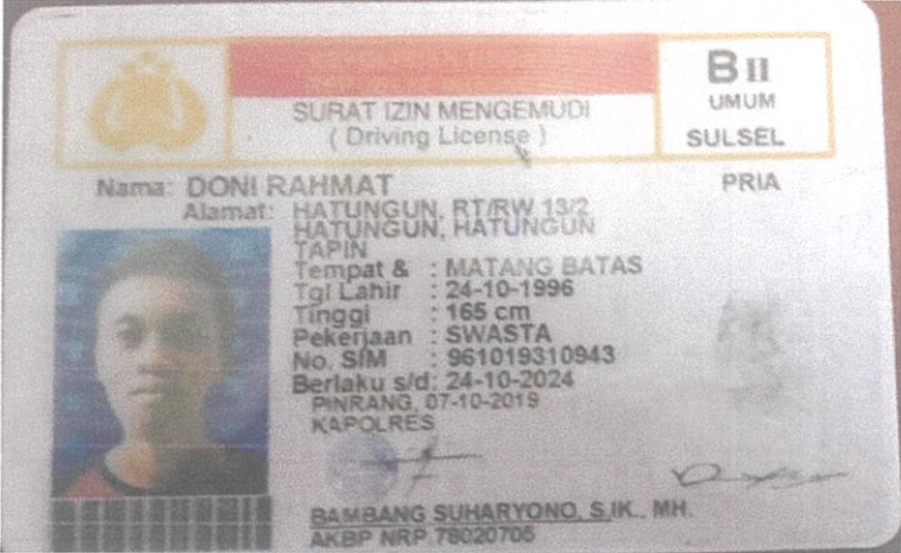 SURAT IZIN MENGEMUDI
( Driving License )
B II
UMUM
SULSEL
Nama: DONI RAHMAT
PRIA
Alamat: HATUNGUN, RT/RW 13/2
HATUNGUN, HATUNGUN
TAPIN
Tempat & : MATANG BATAS
Tgl Lahir : 24-10-1996
Tinggi : 165 cm
Pekerjaan : SWASTA
No. SIM : 961019310943
Berlaku s/d : 24-10-2024
PINRANG, 07-10-2019
KAPOLRES
BAMBANG SUHARYONO, S.IK., MH.
AKBP NRP 78020705